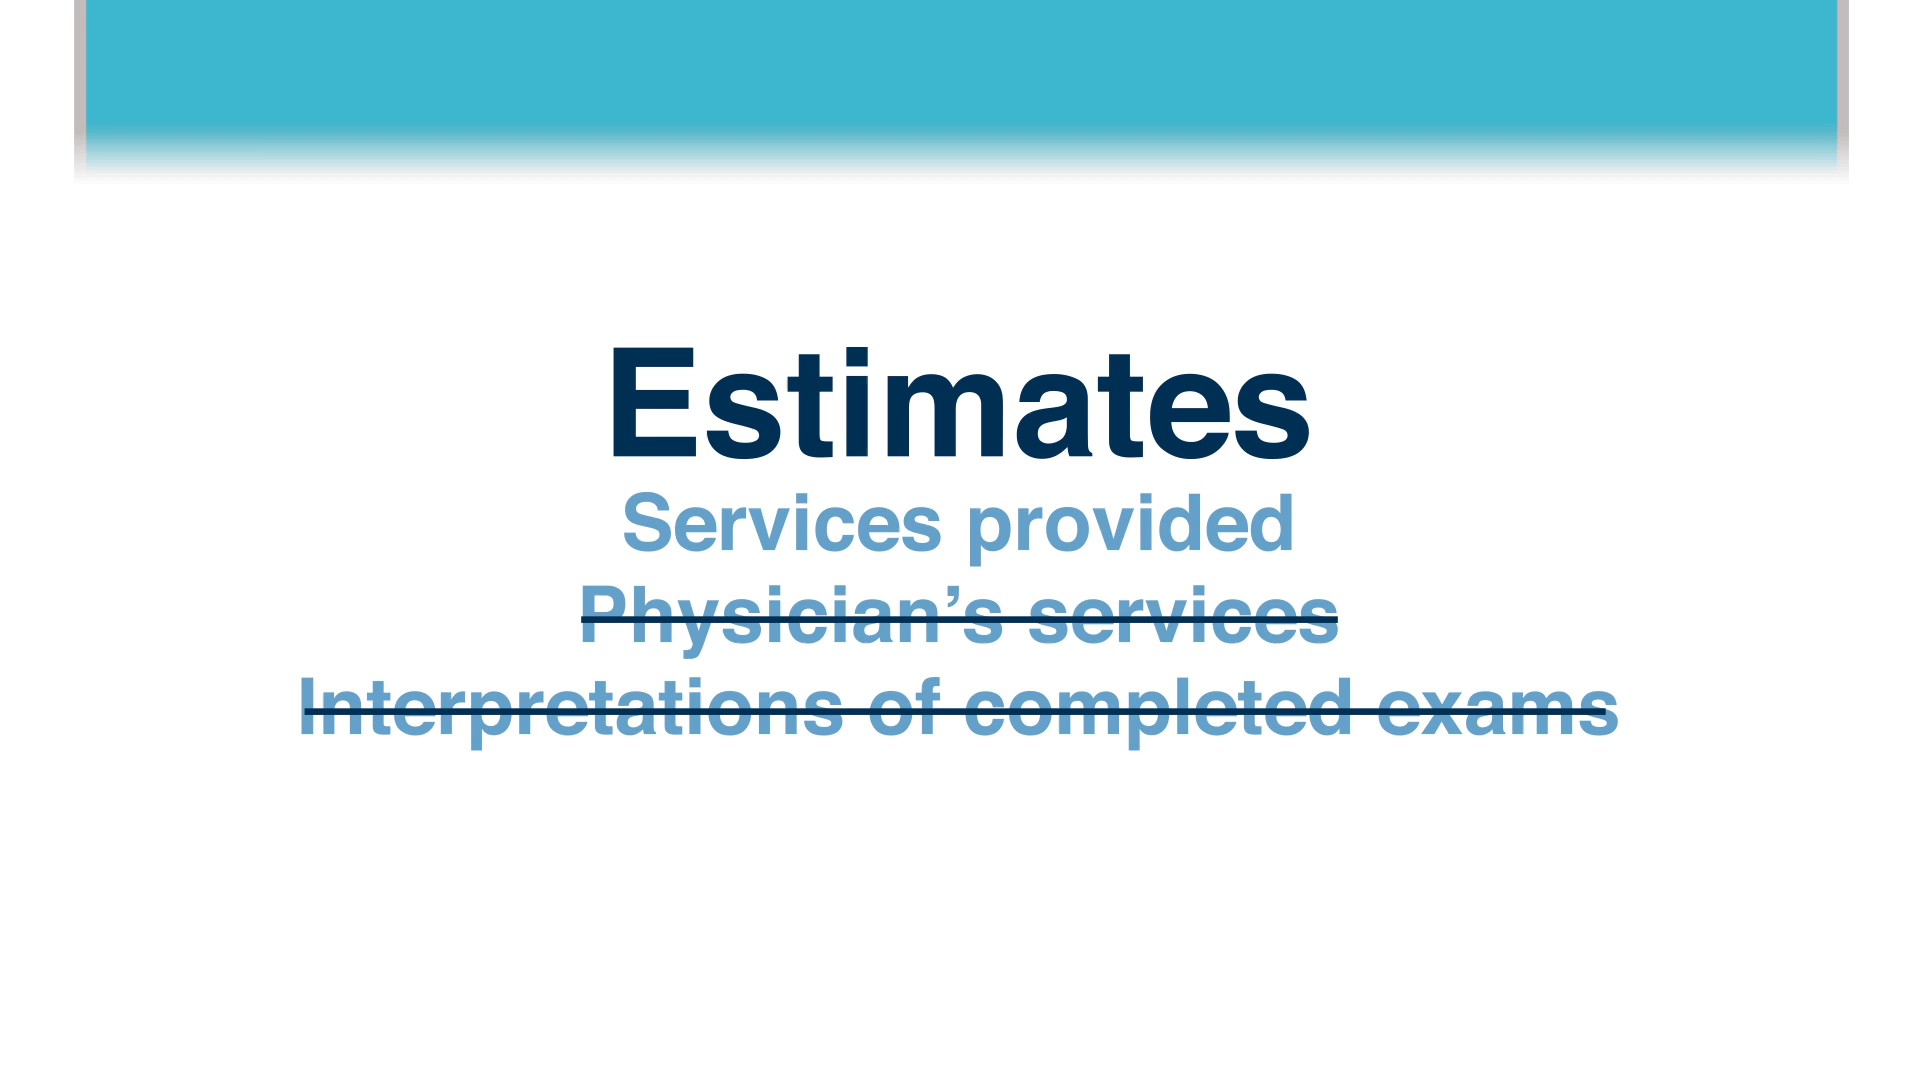 Estimates
Services provided
Physician’s services
Interpretations of completed exams